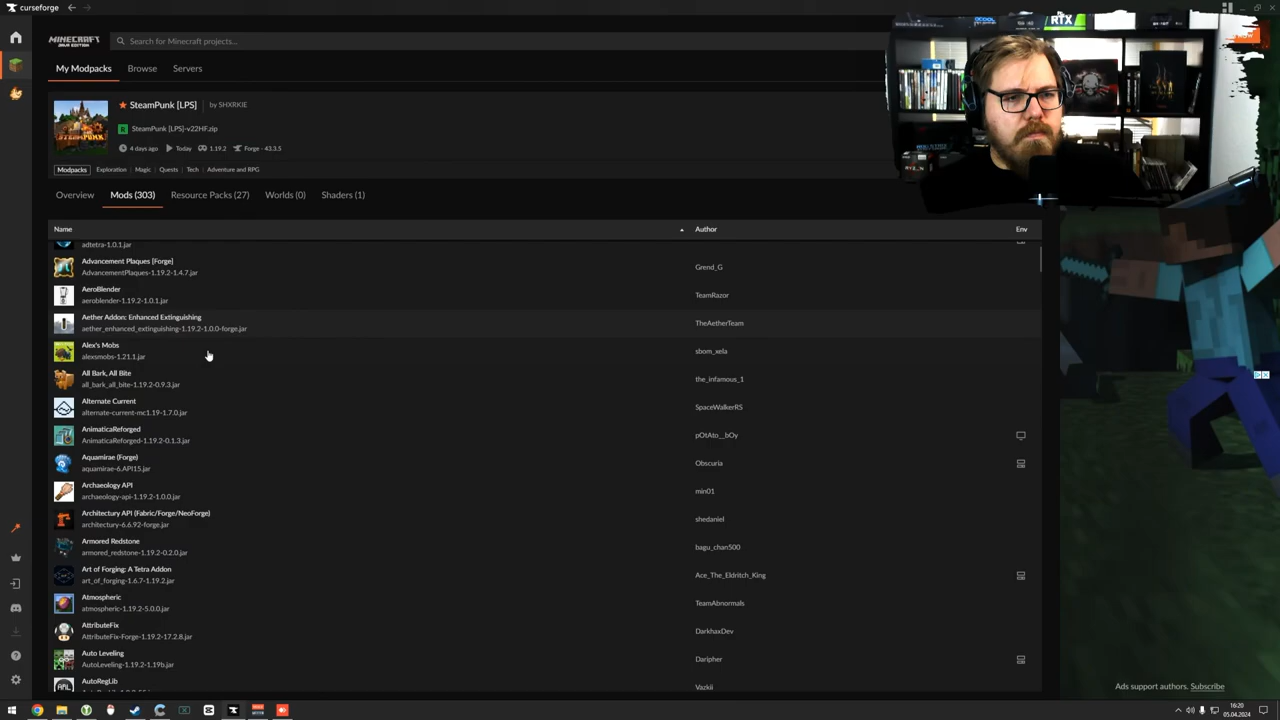 curseforge
MINECRAFT
JAVA EDITION
Search for Minecraft projects...
My Modpacks
Browse
Servers
STEAMPUNK
SteamPunk [LPS]
by SHXRKIE
SteamPunk [LPS]-v22HF.zip
4 days ago
Today
1.19.2
Forge - 43.3.5
Modpacks
Exploration
Magic
Quests
Tech
Adventure and RPG
Overview
Mods (303)
Resource Packs (27)
Worlds (0)
Shaders (1)
Name
Author
Env
adtetra-1.0.1.jar
Advancement Plaques [Forge]
AdvancementPlaques-1.19.2-1.4.7.jar
Grend_G
AeroBlender
aeroblender-1.19.2-1.0.1.jar
TeamRazor
Aether Addon: Enhanced Extinguishing
aether_enhanced_extinguishing-1.19.2-1.0.0-forge.jar
TheAetherTeam
Alex's Mobs
alexsmobs-1.21.1.jar
sbom_xela
All Bark, All Bite
all_bark_all_bite-1.19.2-0.9.3.jar
the_infamous_1
Alternate Current
alternate-current-mc1.19-1.7.0.jar
SpaceWalkerRS
AnimaticaReforged
AnimaticaReforged-1.19.2-0.1.3.jar
pOtAto__bOy
Aquamirae (Forge)
aquamirae-6.API15.jar
Obscuria
Archaeology API
archaeology-api-1.19.2-1.0.0.jar
min01
Architectury API (Fabric/Forge/NeoForge)
architectury-6.6.92-forge.jar
shedaniel
Armored Redstone
armored_redstone-1.19.2-0.2.0.jar
bagu_chan500
Art of Forging: A Tetra Addon
art_of_forging-1.6.7-1.19.2.jar
Ace_The_Eldritch_King
Atmospheric
atmospheric-1.19.2-5.0.0.jar
TeamAbnormals
AttributeFix
AttributeFix-Forge-1.19.2-17.2.8.jar
DarkhaxDev
Auto Leveling
AutoLeveling-1.19.2-1.19b.jar
Daripher
AutoRegLib
Vazkii
RTX
Ads support authors. Subscribe
16:20
05.04.2024